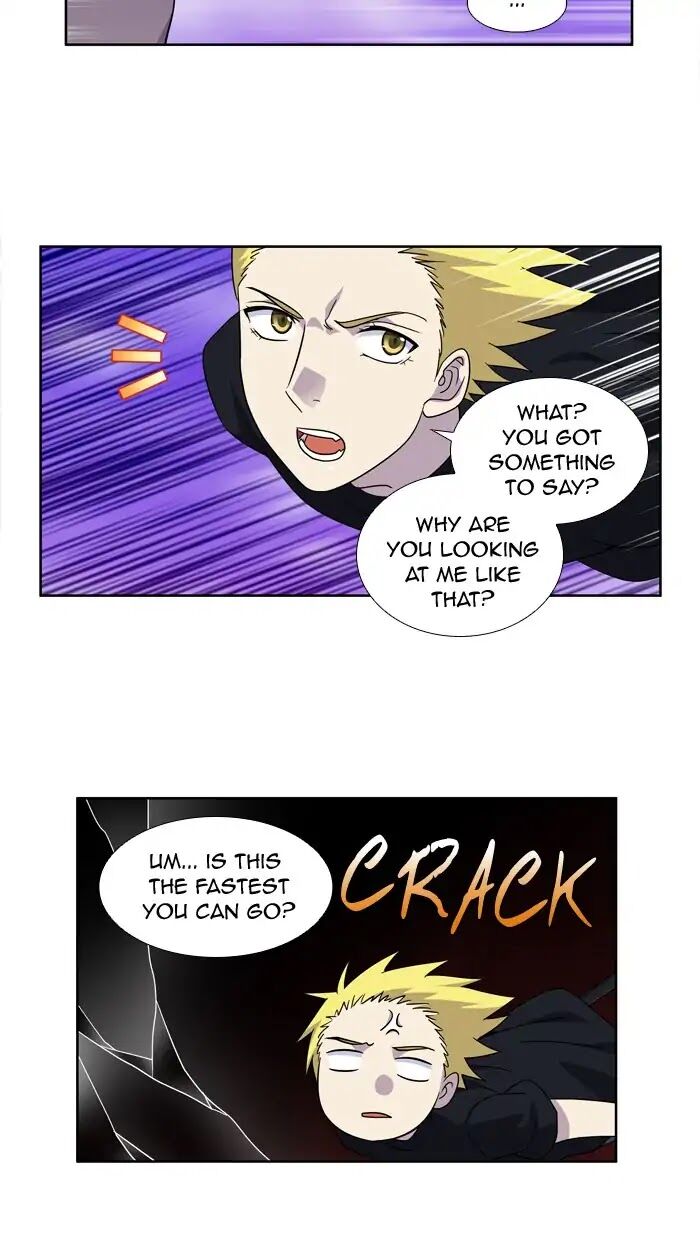 ...
WHAT?
YOU GOT
SOMETHING
TO SAY?
WHY ARE
YOU LOOKING
AT ME LIKE
THAT?
UM... IS THIS
THE FASTEST
YOU CAN GO?
CRACK